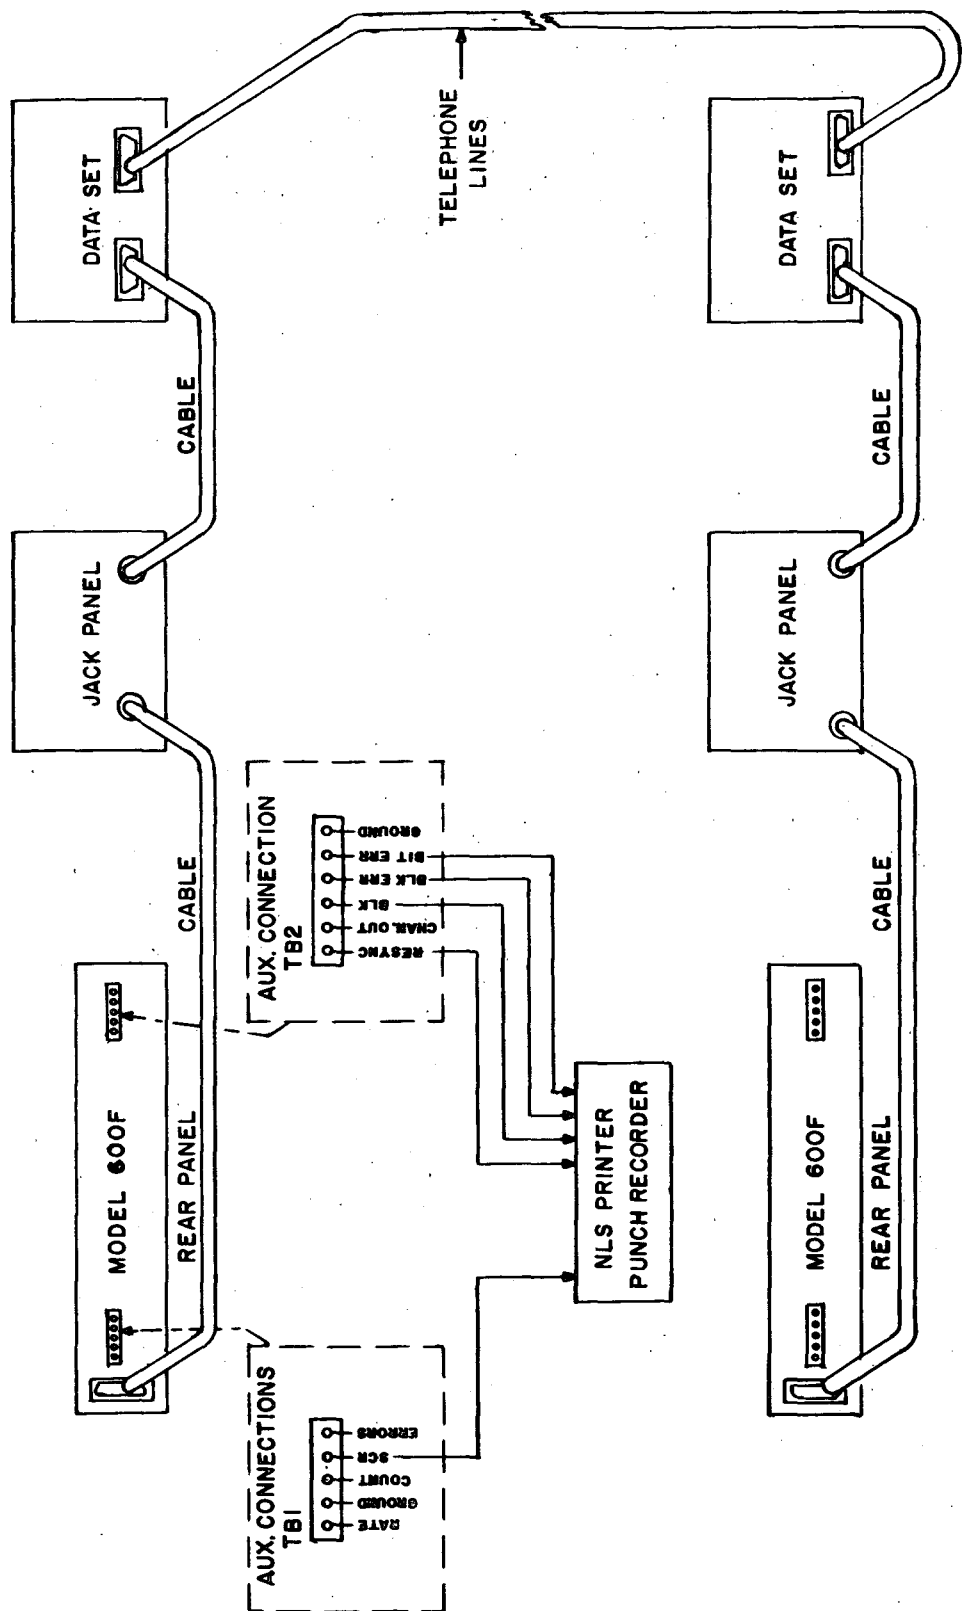 MODEL 600F
REAR PANEL
CABLE
JACK PANEL
CABLE
DATA SET
TELEPHONE
LINES
AUX. CONNECTIONS
TB1
RATE
GROUND
COUNT
SCR
ERRORS
AUX. CONNECTION
TB2
RESYNC
CHAN. OUT
BLK
BLK ERR
BIT ERR
GROUND
NLS PRINTER
PUNCH RECORDER
MODEL 600F
REAR PANEL
CABLE
JACK PANEL
CABLE
DATA SET